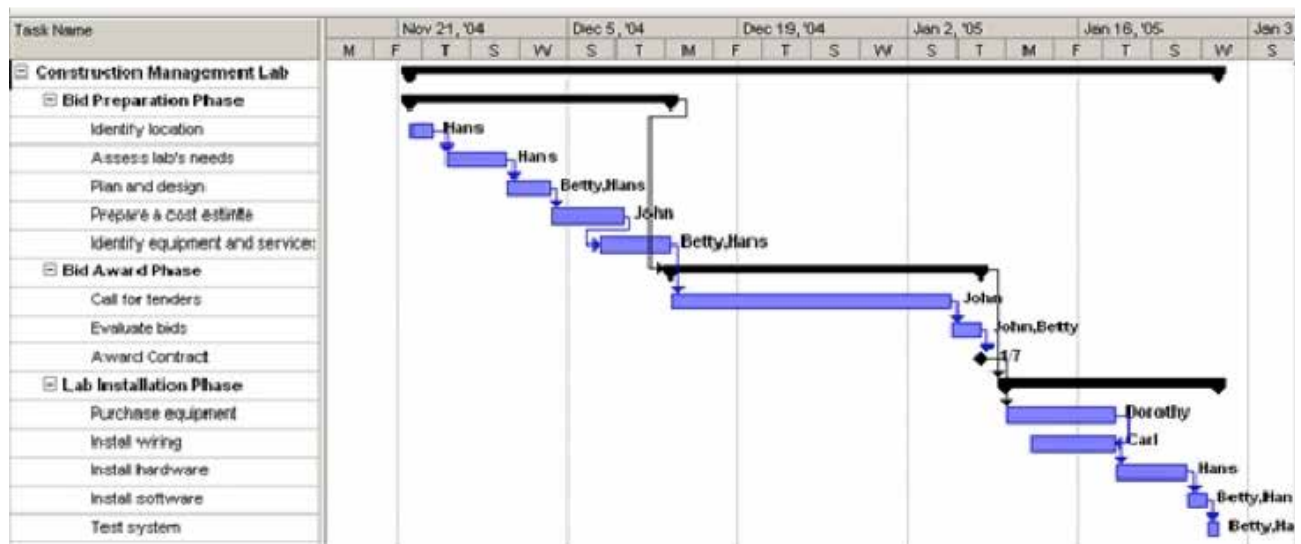 Task Name Nov 21, '04 Dec 5, '04 Dec 19, '04 Jan 2, '05 Jan 16, '05 Jan 3
M F T S W S T M F T S W S T M F T S W S
Construction Management Lab
Bid Preparation Phase
Identify location Hans
Assess lab's needs Hans
Plan and design Betty,Hans
Prepare a cost estimte John
Identify equipment and services Betty,Hans
Bid Award Phase
Call for tenders John
Evaluate bids John,Betty
Award Contract 1/7
Lab Installation Phase
Purchase equipment Dorothy
Install wiring Carl
Install hardware Hans
Install software Betty,Han
Test system Betty,Ha